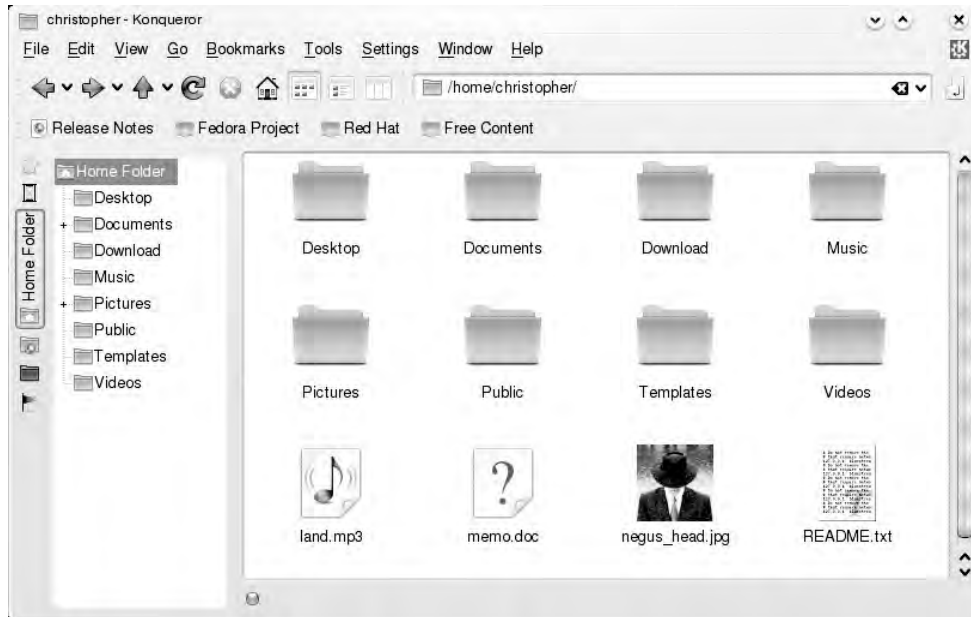 christopher - Konqueror
File Edit View Go Bookmarks Tools Settings Window Help
/home/christopher/
Release Notes Fedora Project Red Hat Free Content
Home Folder
Home Folder
Desktop
Documents
Download
Music
Pictures
Public
Templates
Videos
Desktop Documents Download Music
Pictures Public Templates Videos
land.mp3 memo.doc negus_head.jpg README.txt